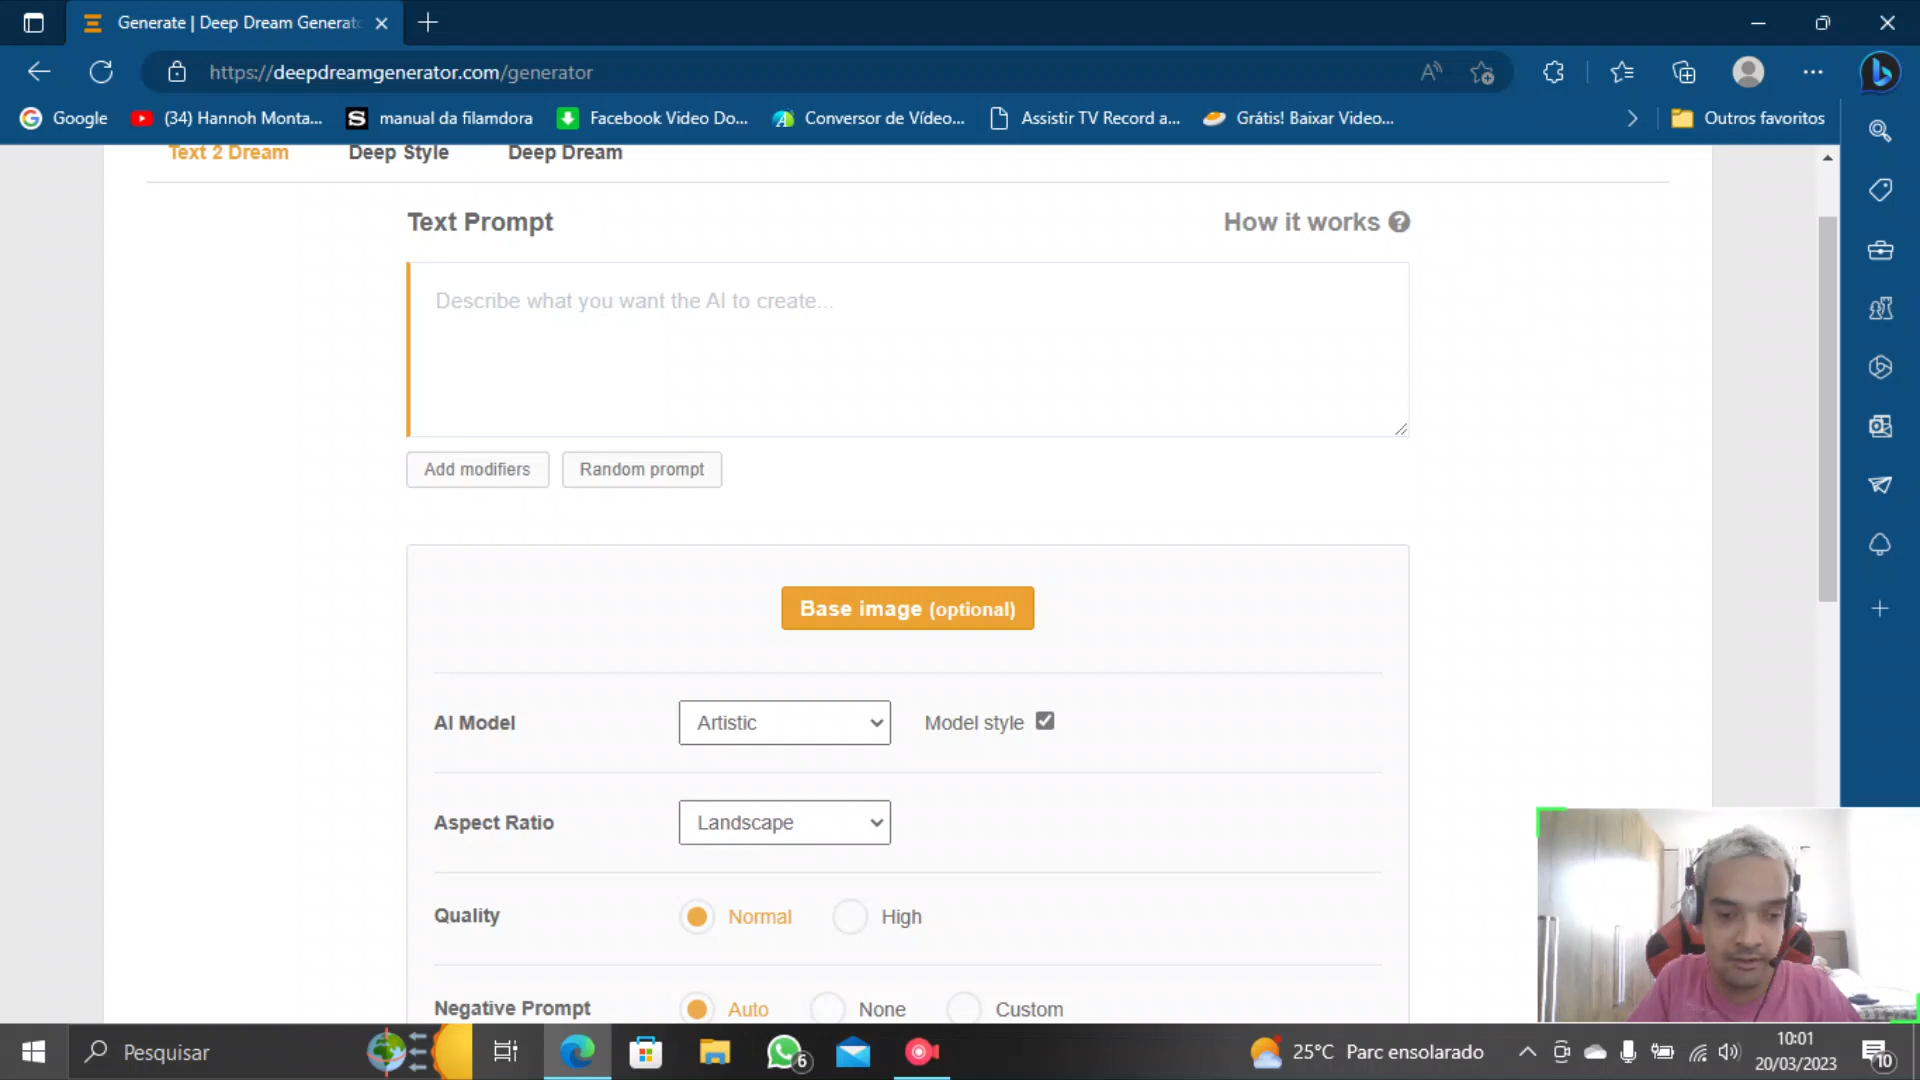 Generate | Deep Dream Generat
https://deepdreamgenerator.com/generator
Google
(34) Hannoh Monta...
manual da filamdora
Facebook Video Do...
Conversor de Vídeo...
Assistir TV Record a...
Grátis! Baixar Video...
Outros favoritos
Text 2 Dream
Deep Style
Deep Dream
Text Prompt
How it works
Describe what you want the AI to create...
Add modifiers
Random prompt
Base image (optional)
AI Model
Artistic
Model style
Aspect Ratio
Landscape
Quality
Normal
High
Negative Prompt
Auto
None
Custom
Pesquisar
6
25°C Parc ensolarado
10:01
20/03/2023
10